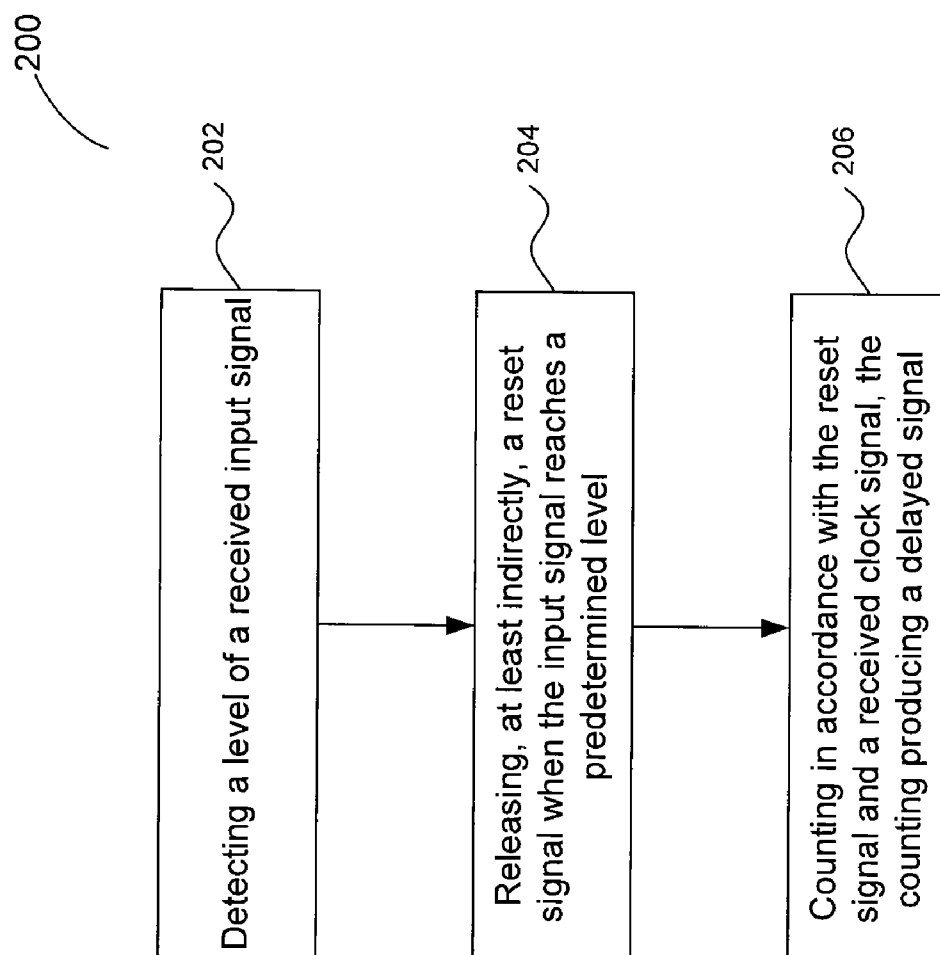 200
Detecting a level of a received input signal
202
Releasing, at least indirectly, a reset
signal when the input signal reaches a
predetermined level
204
Counting in accordance with the reset
signal and a received clock signal, the
counting producing a delayed signal
206